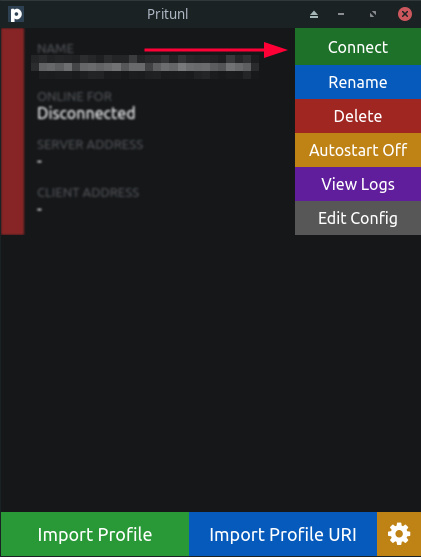 Pritunl
NAME
ONLINE FOR
Disconnected
SERVER ADDRESS
-
CLIENT ADDRESS
-
Connect
Rename
Delete
Autostart Off
View Logs
Edit Config
Import Profile
Import Profile URI